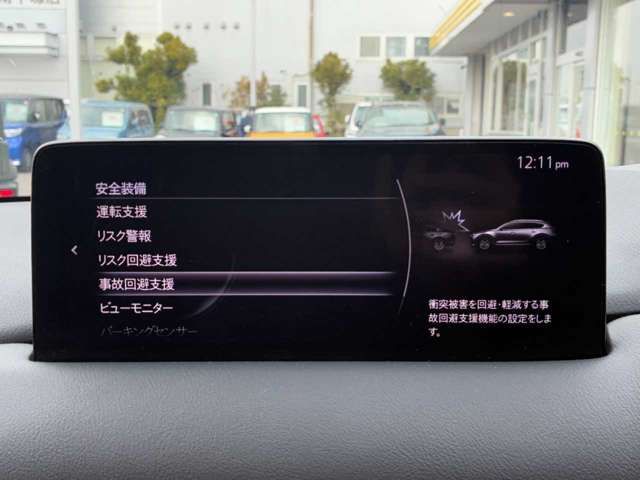 12:11pm
安全装備
運転支援
リスク警報
リスク回避支援
事故回避支援
ビューモニター
パーキングセンサー
衝突被害を回避・軽減する事
故回避支援機能の設定をしま
す。